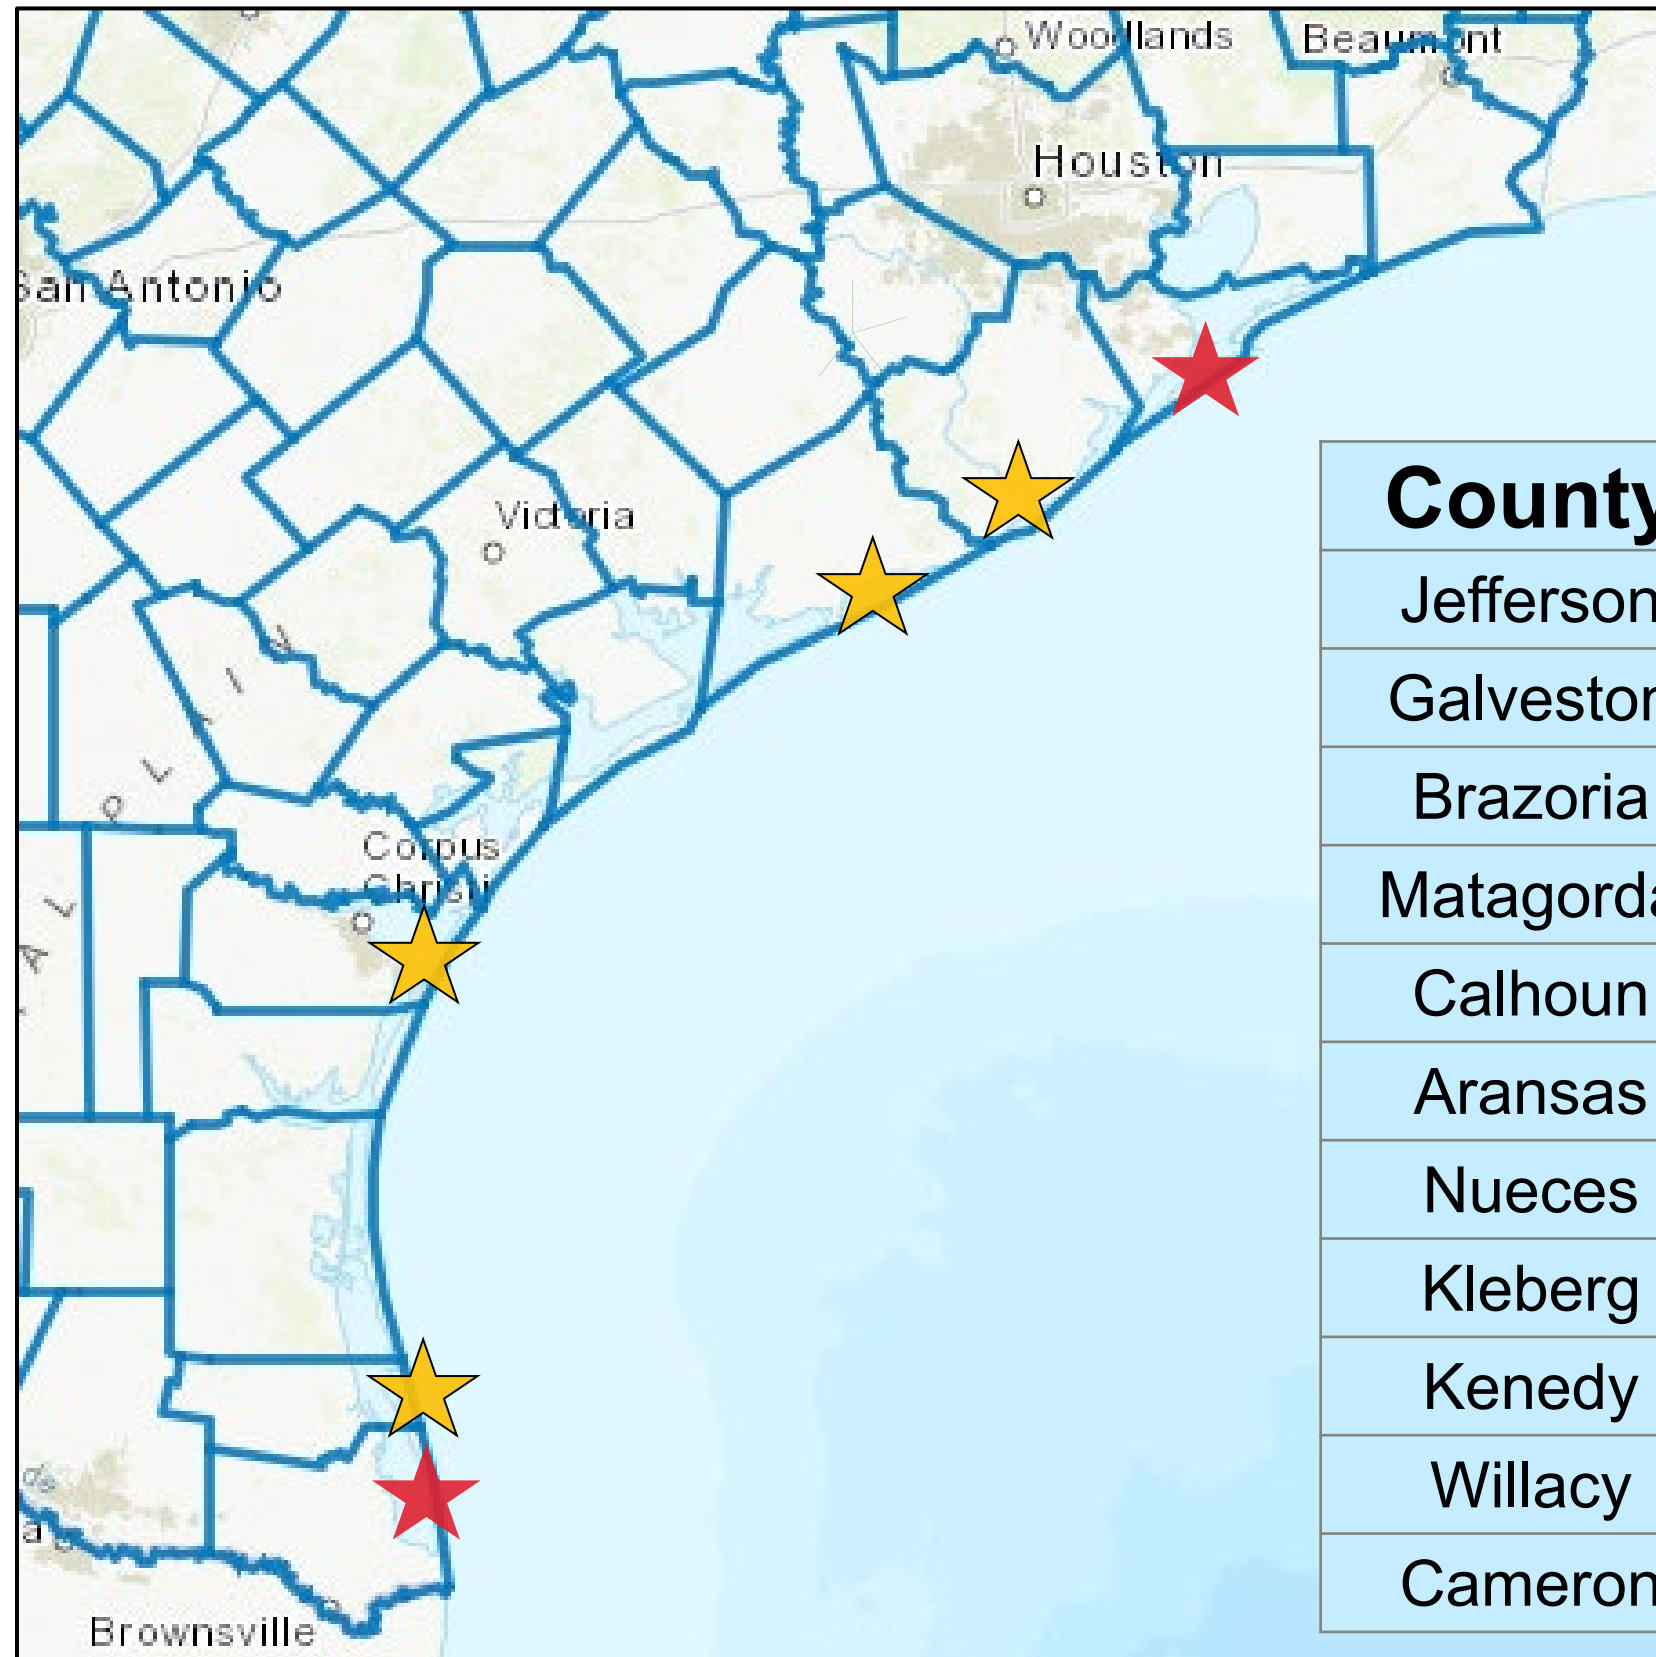 Woodlands
Beaumont
Houston
San Antonio
Victoria
Corpus
Christi
Brownsville
County
Jefferson
Galveston
Brazoria
Matagorda
Calhoun
Aransas
Nueces
Kleberg
Kenedy
Willacy
Cameron